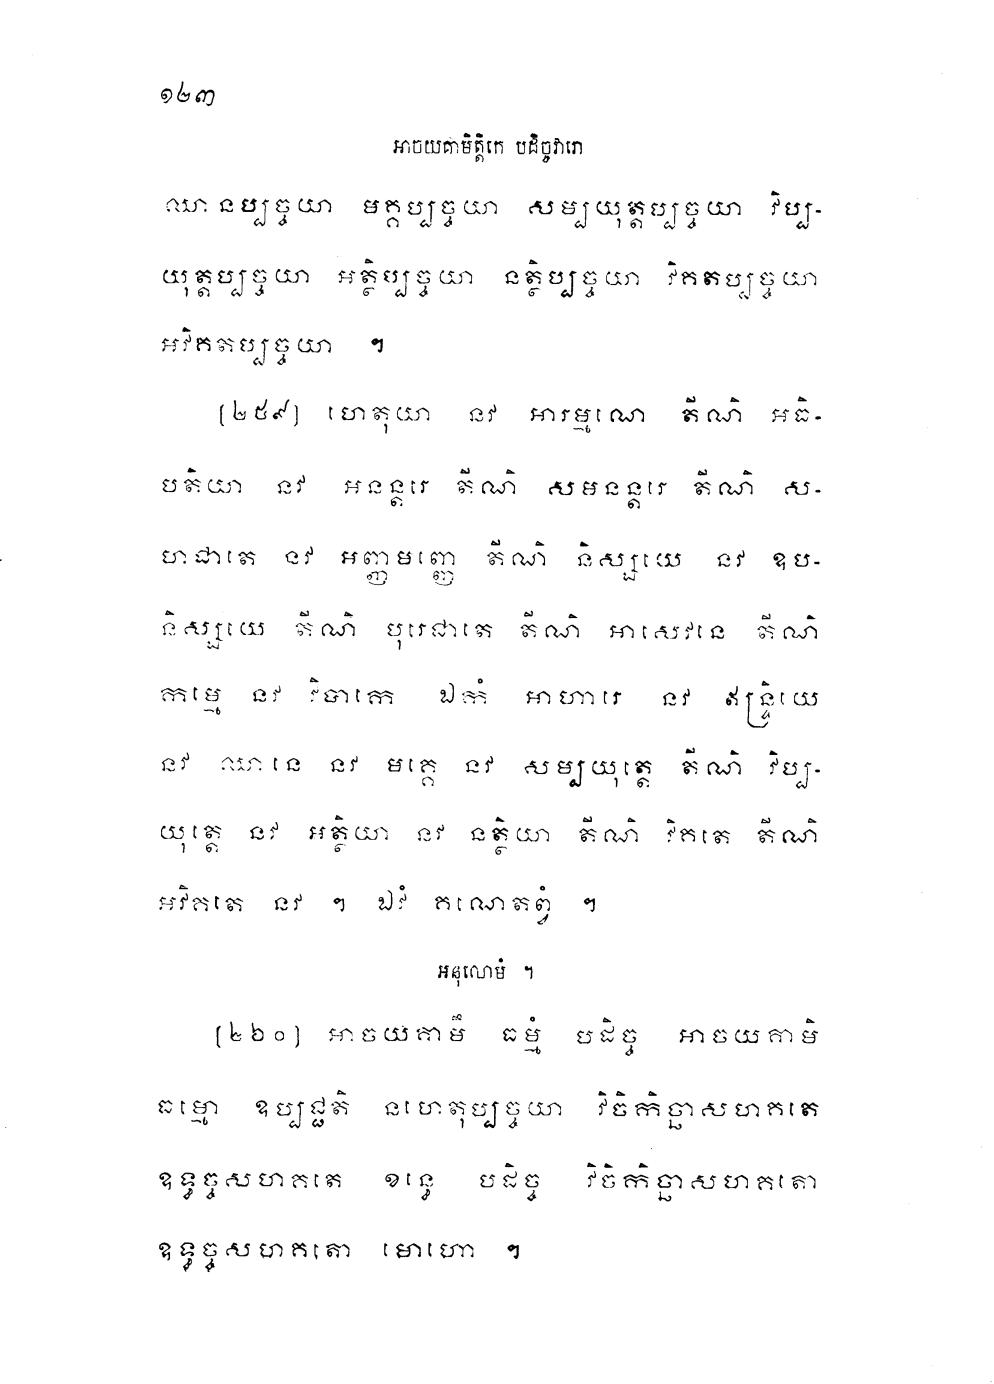 ១២៣
អាចយគាមិត្តិកេ បដិច្ចវារោ
ឈានប្បច្ចយា មគ្គប្បច្ចយា សម្បយុត្តប្បច្ចយា វិប្ប-
យុត្តប្បច្ចយា អត្ថិប្បច្ចយា នត្ថិប្បច្ចយា វិគតប្បច្ចយា
អវិគតប្បច្ចយា ។
[២៥៩] ហេតុយា នវ អារម្មណេ តីណិ អធិ-
បតិយា នវ អនន្តរេ តីណិ សមនន្តរេ តីណិ ស-
ហជាតេ នវ អញ្ញមញ្ញេ តីណិ និស្សយេ នវ ឧប-
និស្សយេ តីណិ បុរេជាតេ តីណិ អាសេវនេ តីណិ
កម្មេ នវ វិបាកេ ឯកំ អាហារេ នវ ឥន្ទ្រិយេ
នវ ឈានេ នវ មគ្គេ នវ សម្បយុត្តេ តីណិ វិប្ប-
យុត្តេ នវ អត្ថិយា នវ នត្ថិយា តីណិ វិគតេ តីណិ
អវិគតេ នវ ។ ឯវំ គណេតព្វំ ។
អនុលោមំ ។
[២៦០] អាចយគាមឹ ធម្មំ បដិច្ច អាចយគាមិ
ធម្មោ ឧប្បជ្ជតិ នហេតុប្បច្ចយា វិចិកិច្ឆាសហគតេ
ឧទ្ធច្ចសហគតេ ខន្ធេ បដិច្ច វិចិកិច្ឆាសហគតោ
ឧទ្ធច្ចសហគតោ មោហោ ។